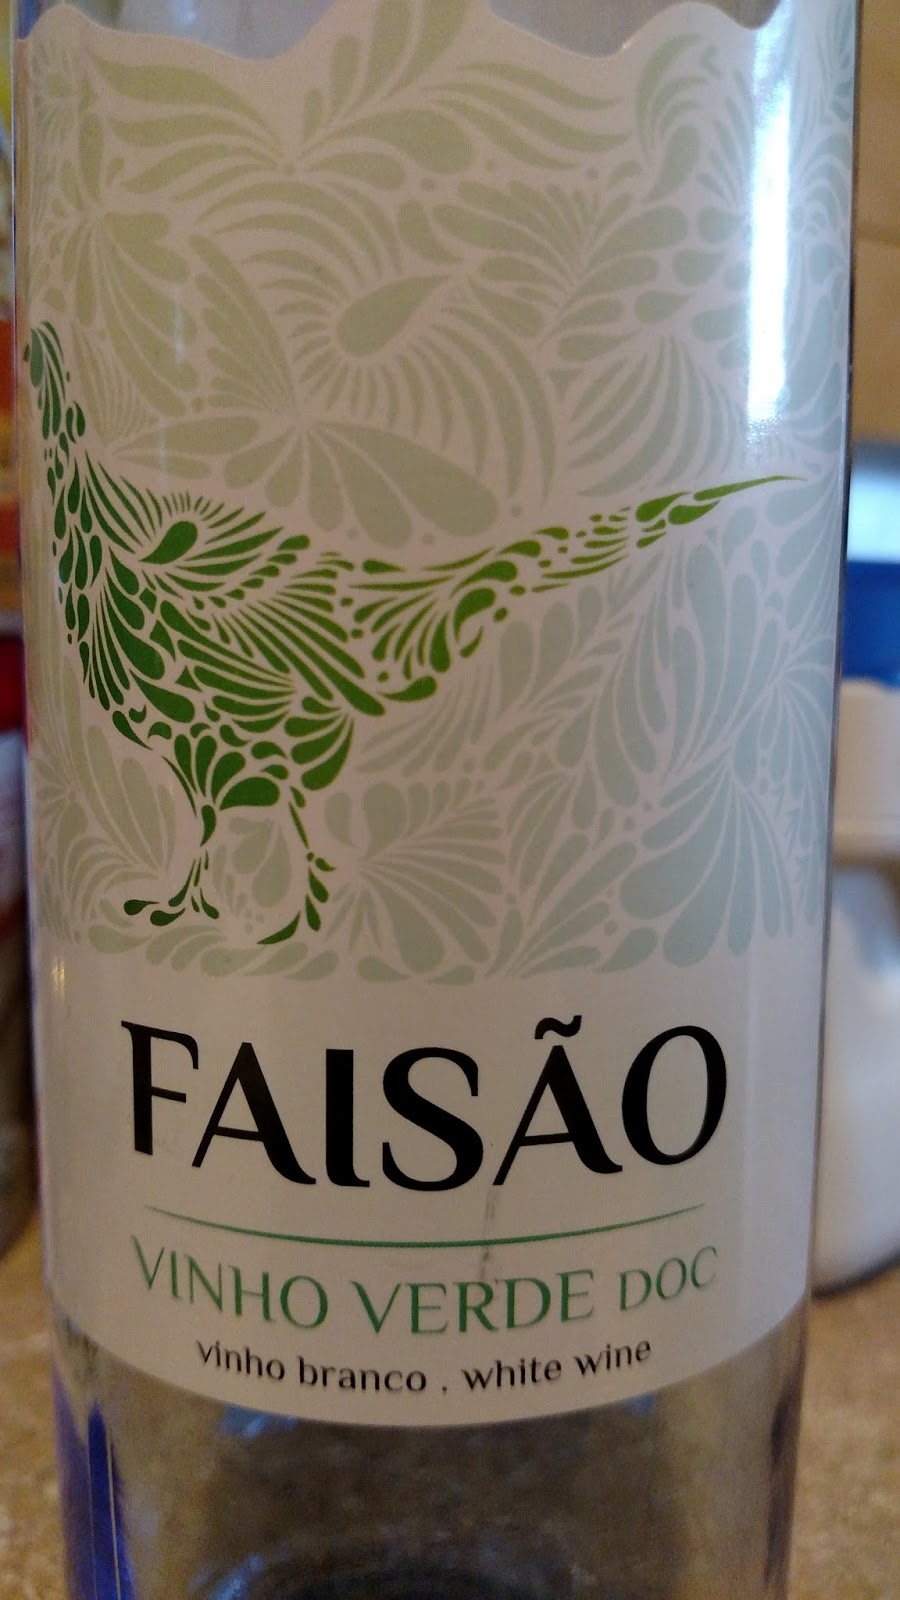 FAISÃO
VINHO VERDE DOC
vinho branco . white wine